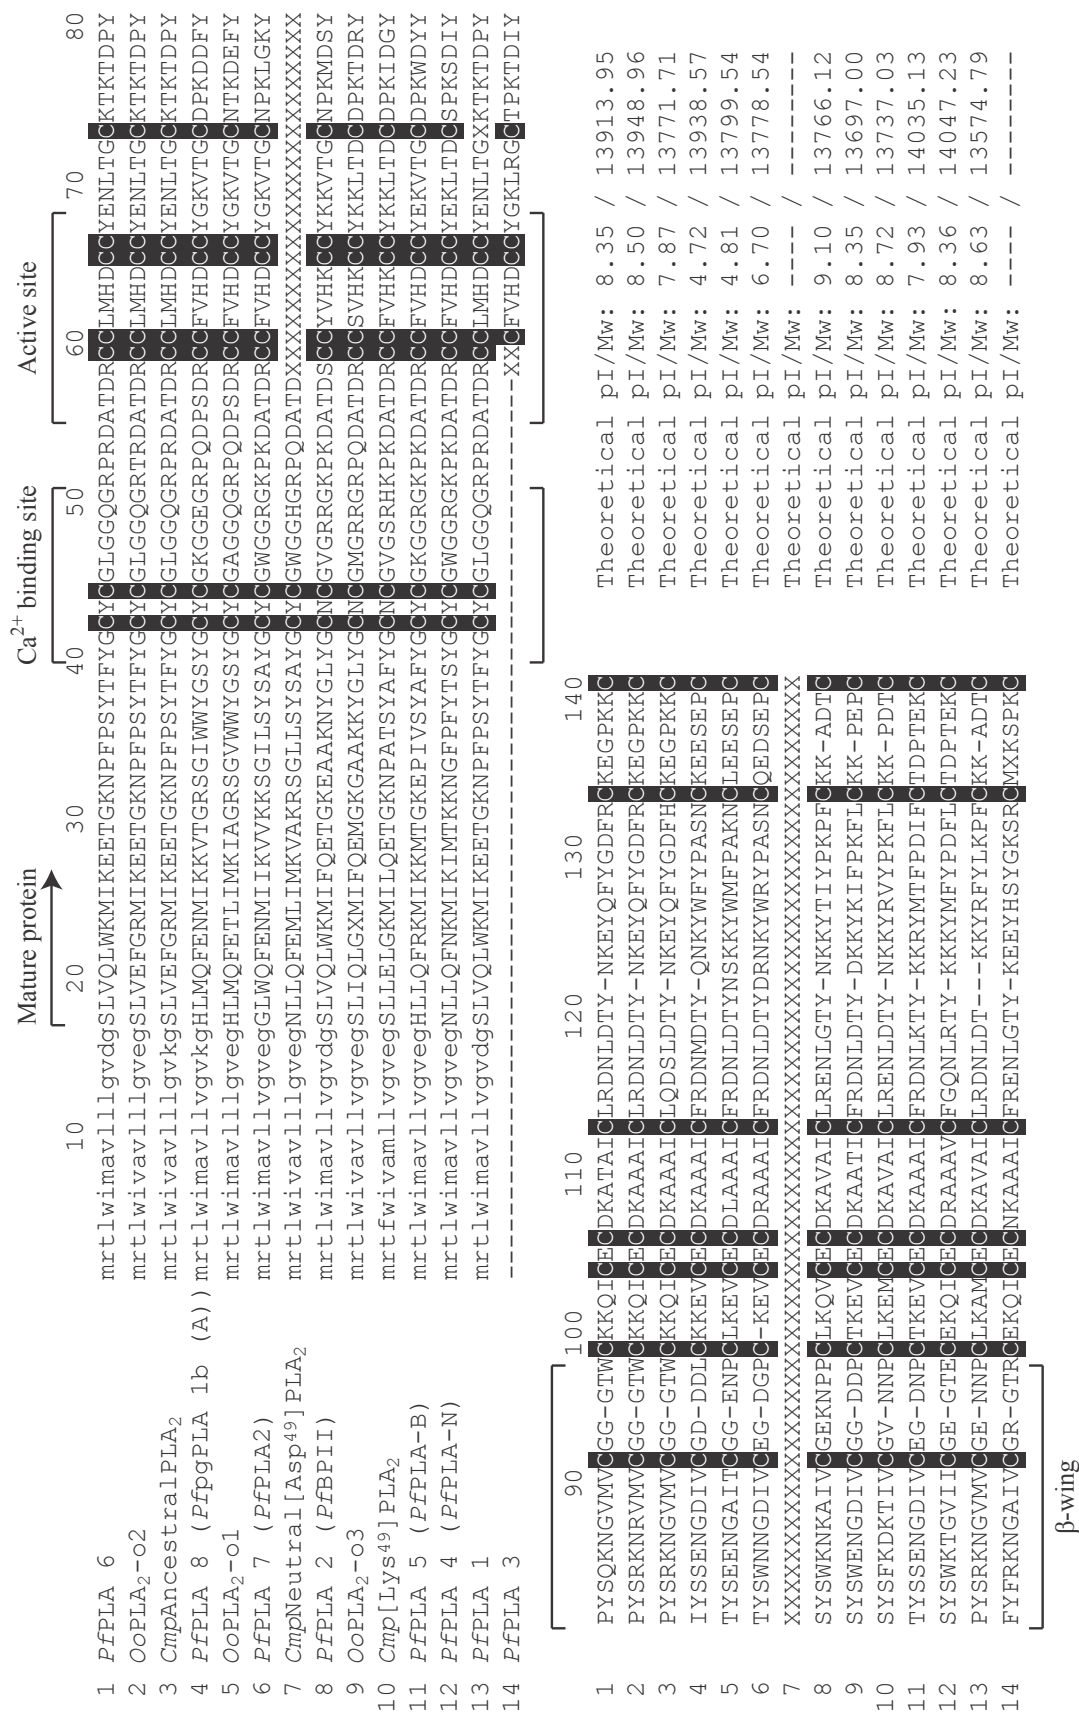 Mature protein
Ca²⁺ binding site
Active site
10 20 30 40 50 60 70 80
1 PfPLA 6 mrtlwimavlllgvdgSLVQLWKMIKEETGKNPFPSYTFYGCYCGLGGQGRPRDATDRCCLMHDCCYENLTGCKTKTDPY
2 OoPLA₂-o2 mrtlwivavlllgvegSLVEFGRMIKEETGKNPFPSYTFYGCYCGLGGQGRTRDATDRCCLMHDCCYENLTGCKTKTDPY
3 CmpAncestralPLA₂ mrtlwivavlllgvkgSLVEFGRMIKEETGKNPFPSYTFYGCYCGLGGQGRPRDATDRCCLMHDCCYENLTGCKTKTDPY
4 PfPLA 8 (PfpgPLA 1b (A)) mrtlwimavllvgvkgHLMQFENMIKKVTGRSGIWWYGSYGCYCGKGGEGRPQDPSDRCCFVHDCCYGKVTGCDPKDDFY
5 OoPLA₂-o1 mrtlwimavlllgvegHLMQFETLIMKIAGRSGVWWYGSYGCYCGAGGQGRPQDPSDRCCFVHDCCYGKVTGCNTKDEFY
6 PfPLA 7 (PfPLA2) mrtlwimavllvgvegGLWQFENMIIKVVKKSGILSYSAYGCYCGWGGRGKPKDATDRCCFVHDCCYGKVTGCNPKLGKY
7 CmpNeutral[Asp⁴⁹]PLA₂ mrtlwivavlllgvegNLLQFEMLIMKVAKRSGLLSYSAYGCYCGWGGHGRPQDATDXXXXXXXXXXXXXXXXXXXXXXX
8 PfPLA 2 (PfBPII) mrtlwimavllvgvdgSLVQLWKMIFQETGKEAAKNYGLYGCNCGVGRRGKPKDATDSCCYVHKCCYKKVTGCNPKMDSY
9 OoPLA₂-o3 mrtlwivavllvgvegSLIQLGXMIFQEMGKGAAKKYGLYGCNCGMGRRGRPQDATDRCCSVHKCCYKKLTDCDPKTDRY
10 Cmp[Lys⁴⁹]PLA₂ mrtfwivamllvgvegSLLELGKMILQETGKNPATSYAFYGCNCGVGSRHKPKDATDRCCFVHKCCYKKLTDCDPKIDGY
11 PfPLA 5 (PfPLA-B) mrtlwimavllvgvegHLLQFRKMIKKMTGKEPIVSYAFYGCYCGKGGRGKPKDATDRCCFVHDCCYEKVTGCDPKWDYY
12 PfPLA 4 (PfPLA-N) mrtlwimavllvgvegNLLQFNKMIKIMTKKNGFPFYTSYGCYCGWGGRGKPKDATDRCCFVHDCCYEKLTDCSPKSDIY
13 PfPLA 1 mrtlwimavllvgvdgSLVQLWKMIKEETGKNPFPSYTFYGCYCGLGGQGRPRDATDRCCLMHDCCYENLTGXKTKTDPY
14 PfPLA 3 ---------------------------------------------------------XXCFVHDCCYGKLRGCTPKTDIY
90 100 110 120 130 140
1 PYSQKNGVMVCGG-GTWCKKQICECDKATAICLRDNLDTY-NKEYQFYGDFRCKEGPKKC Theoretical pI/Mw: 8.35 / 13913.95
2 PYSRKNRVMVCGG-GTWCKKQICECDKAAAICLRDNLDTY-NKEYQFYGDFRCKEGPKKC Theoretical pI/Mw: 8.50 / 13948.96
3 PYSRKNGVMVCGG-GTWCKKQICECDKAAAICLQDSLDTY-NKEYQFYGDFHCKEGPKKC Theoretical pI/Mw: 7.87 / 13771.71
4 IYSSENGDIVCGD-DDLCKKEVCECDKAAAICFRDNMDTY-QNKYWFYPASNCKEESEPC Theoretical pI/Mw: 4.72 / 13938.57
5 TYSEENGAITCGG-ENPCLKEVCECDLAAAICFRDNLDTYNSKKYWMFPAKNCLEESEPC Theoretical pI/Mw: 4.81 / 13799.54
6 TYSWNNGDIVCEG-DGPC-KEVCECDRAAAICFRDNLDTYDRNKYWRYPASNCQEDSEPC Theoretical pI/Mw: 6.70 / 13778.54
7 XXXXXXXXXXXXXXXXXXXXXXXXXXXXXXXXXXXXXXXXXXXXXXXXXXXXXXXXXXXX Theoretical pI/Mw: ---- / --------
8 SYSWKNKAIVCGEKNPPCLKQVCECDKAVAICLRENLGTY-NKKYTIYPKPFCKK-ADTC Theoretical pI/Mw: 9.10 / 13766.12
9 SYSWENGDIVCGG-DDPCTKEVCECDKAATICFRDNLDTY-DKKYKIFPKFLCKK-PEPC Theoretical pI/Mw: 8.35 / 13697.00
10 SYSFKDKTIVCGV-NNPCLKEMCECDKAVAICLRENLDTY-NKKYRVYPKFLCKK-PDTC Theoretical pI/Mw: 8.72 / 13737.03
11 TYSSENGDIVCEG-DNPCTKEVCECDKAAAICFRDNLKTY-KKRYMTFPDIFCTDPTEKC Theoretical pI/Mw: 7.93 / 14035.13
12 SYSWKTGVIICGE-GTECEKQICECDRAAAVCFGQNLRTY-KKKYMFYPDFLCTDPTEKC Theoretical pI/Mw: 8.36 / 14047.23
13 PYSRKNGVMVCGE-NNPCLKAMCECDKAVAICLRDNLDT---KKYRFYLKPFCKK-ADTC Theoretical pI/Mw: 8.63 / 13574.79
14 FYFRKNGAIVCGR-GTRCEKQICECNKAAAICFRENLGTY-KEEYHSYGKSRCMXKSPKC Theoretical pI/Mw: ---- / --------
β-wing